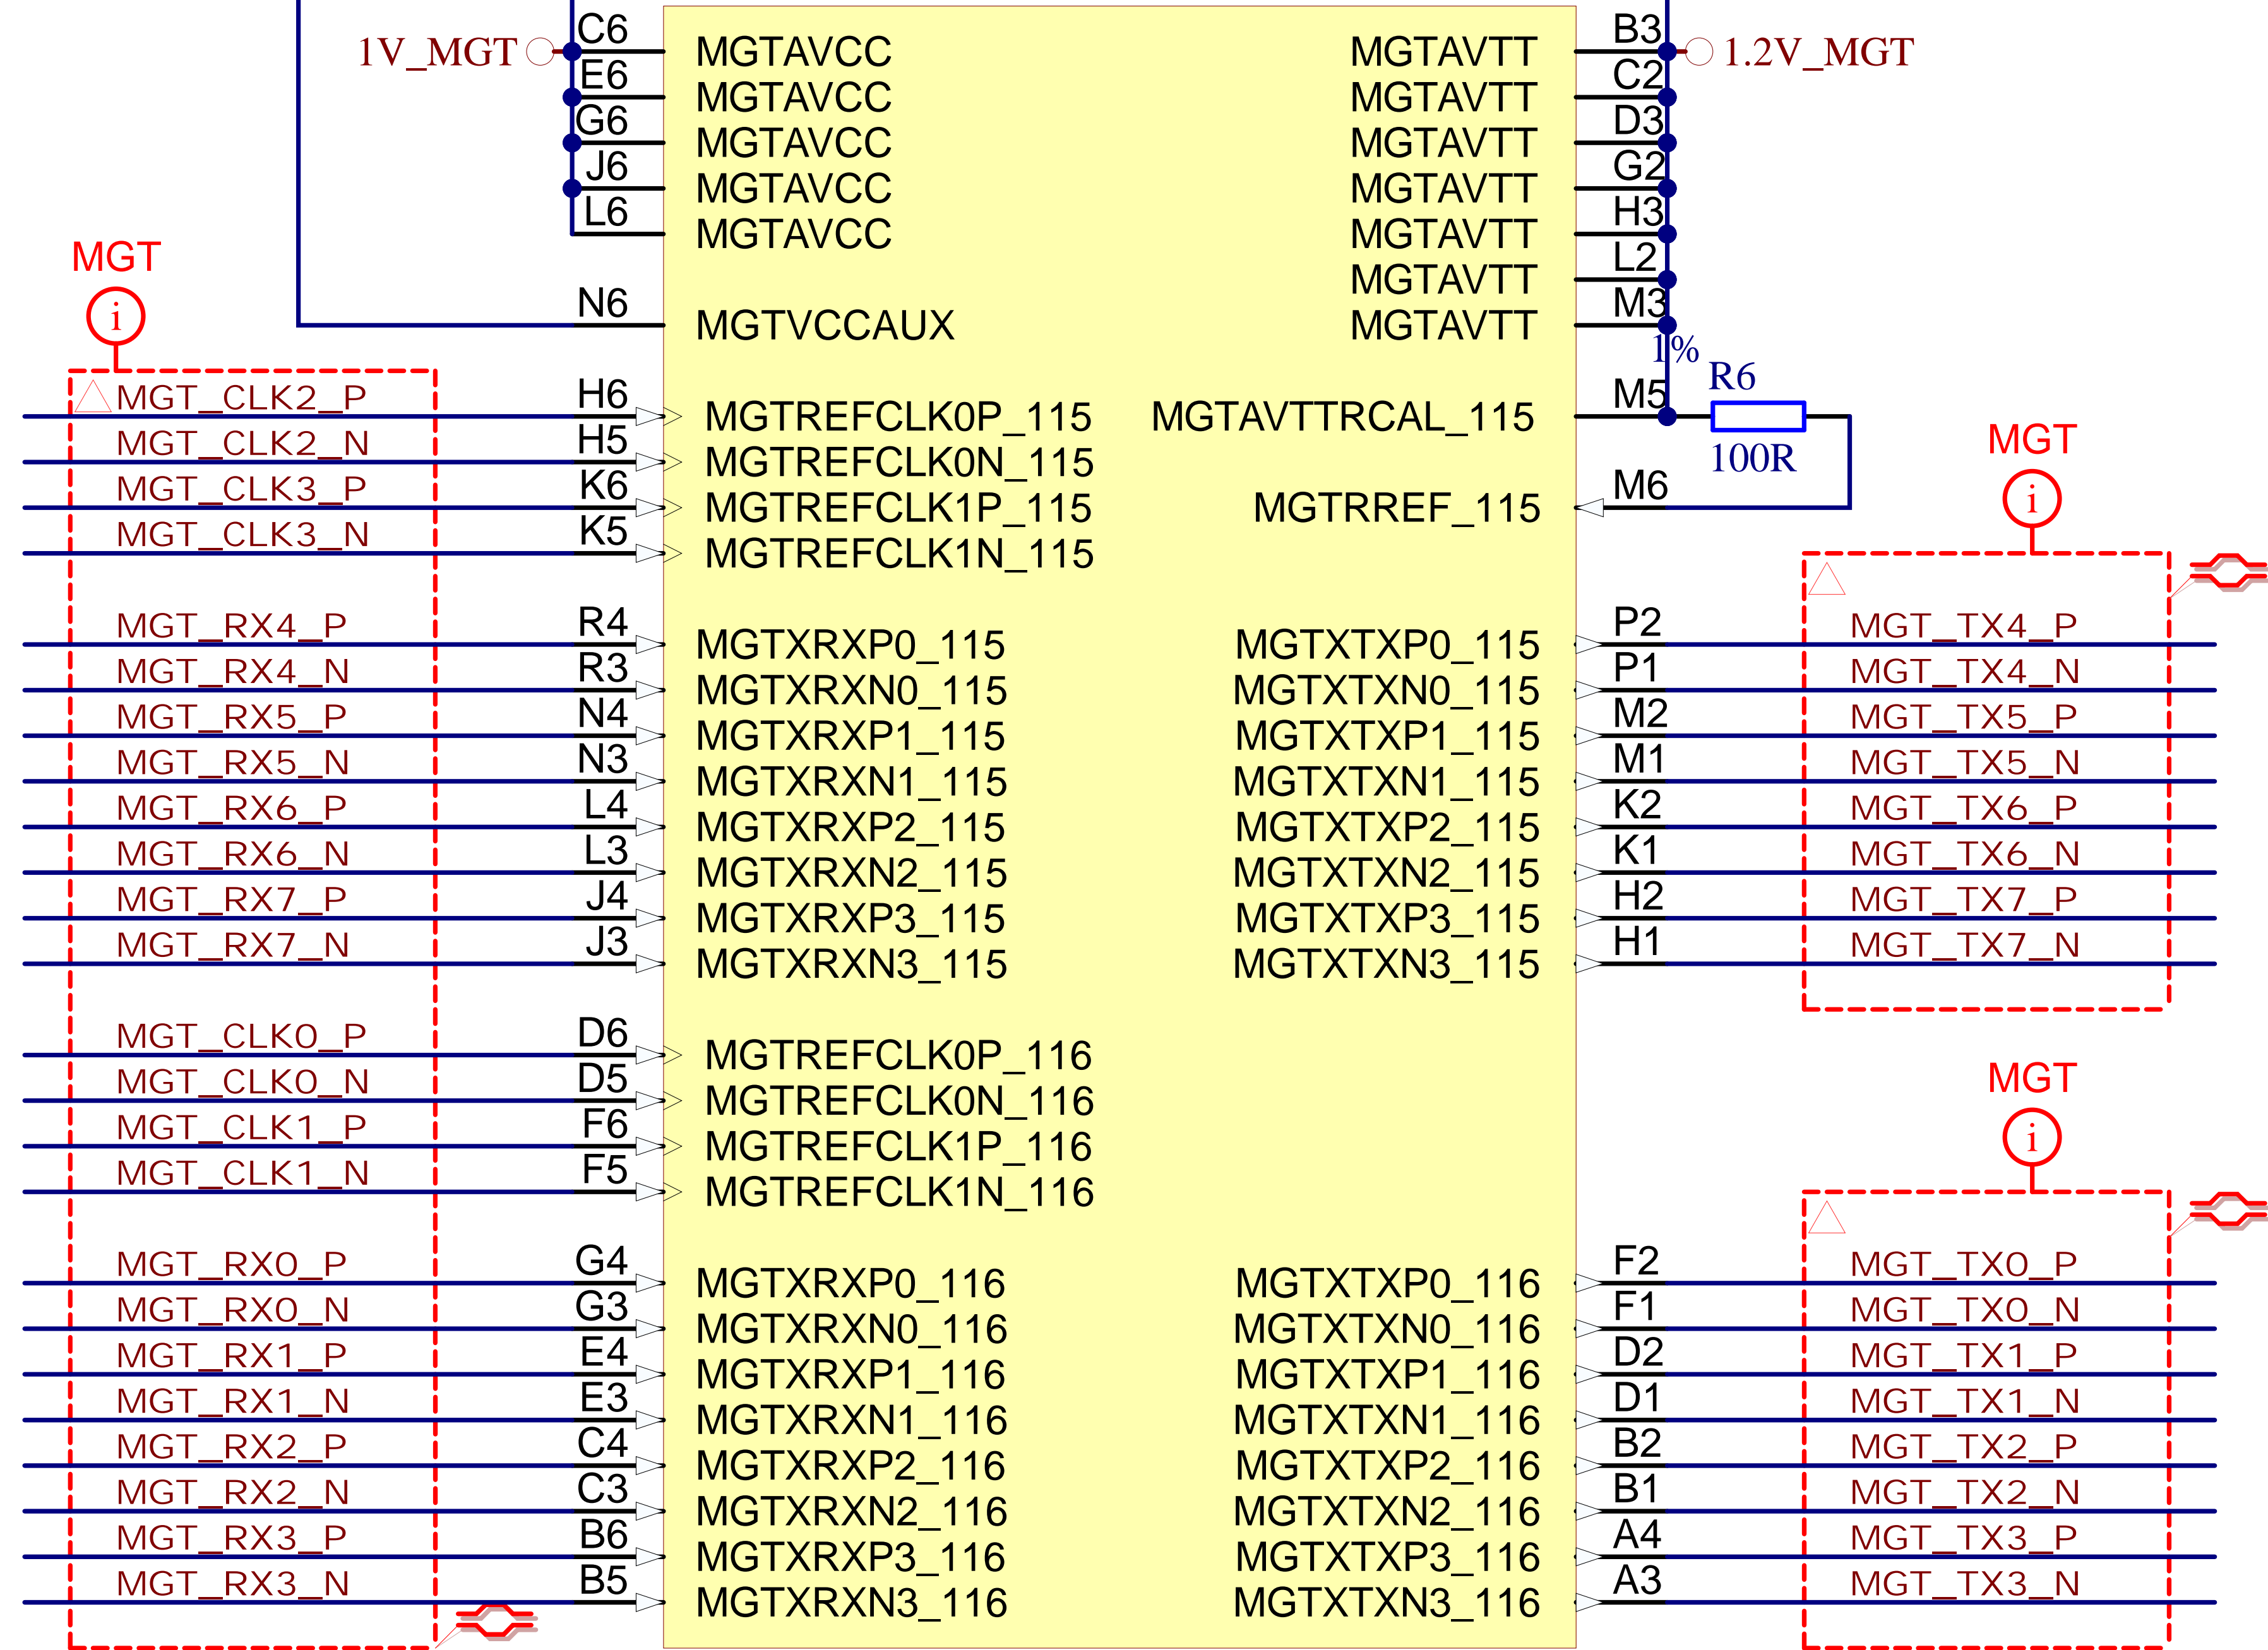 C6 MGTAVCC MGTAVTT B3
1V_MGT 1.2V_MGT
E6 MGTAVCC MGTAVTT C2
G6 MGTAVCC MGTAVTT D3
J6 MGTAVCC MGTAVTT G2
L6 MGTAVCC MGTAVTT H3
MGTAVTT L2
MGT
i
N6 MGTVCCAUX MGTAVTT M3
1%
R6
100R
MGT_CLK2_P H6 MGTREFCLK0P_115 MGTAVTTRCAL_115 M5
MGT_CLK2_N H5 MGTREFCLK0N_115
MGT_CLK3_P K6 MGTREFCLK1P_115 MGTRREF_115 M6
MGT_CLK3_N K5 MGTREFCLK1N_115
MGT
i
MGT_RX4_P R4 MGTXRXP0_115 MGTXTXP0_115 P2 MGT_TX4_P
MGT_RX4_N R3 MGTXRXN0_115 MGTXTXN0_115 P1 MGT_TX4_N
MGT_RX5_P N4 MGTXRXP1_115 MGTXTXP1_115 M2 MGT_TX5_P
MGT_RX5_N N3 MGTXRXN1_115 MGTXTXN1_115 M1 MGT_TX5_N
MGT_RX6_P L4 MGTXRXP2_115 MGTXTXP2_115 K2 MGT_TX6_P
MGT_RX6_N L3 MGTXRXN2_115 MGTXTXN2_115 K1 MGT_TX6_N
MGT_RX7_P J4 MGTXRXP3_115 MGTXTXP3_115 H2 MGT_TX7_P
MGT_RX7_N J3 MGTXRXN3_115 MGTXTXN3_115 H1 MGT_TX7_N
MGT_CLK0_P D6 MGTREFCLK0P_116
MGT_CLK0_N D5 MGTREFCLK0N_116
MGT_CLK1_P F6 MGTREFCLK1P_116
MGT_CLK1_N F5 MGTREFCLK1N_116
MGT
i
MGT_RX0_P G4 MGTXRXP0_116 MGTXTXP0_116 F2 MGT_TX0_P
MGT_RX0_N G3 MGTXRXN0_116 MGTXTXN0_116 F1 MGT_TX0_N
MGT_RX1_P E4 MGTXRXP1_116 MGTXTXP1_116 D2 MGT_TX1_P
MGT_RX1_N E3 MGTXRXN1_116 MGTXTXN1_116 D1 MGT_TX1_N
MGT_RX2_P C4 MGTXRXP2_116 MGTXTXP2_116 B2 MGT_TX2_P
MGT_RX2_N C3 MGTXRXN2_116 MGTXTXN2_116 B1 MGT_TX2_N
MGT_RX3_P B6 MGTXRXP3_116 MGTXTXP3_116 A4 MGT_TX3_P
MGT_RX3_N B5 MGTXRXN3_116 MGTXTXN3_116 A3 MGT_TX3_N